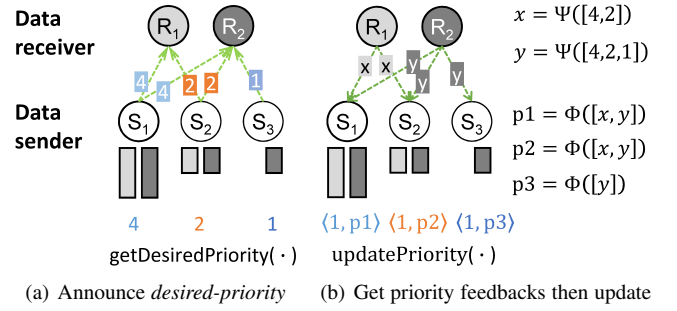 Data
receiver
R1
R2
R1
R2
x = Ψ([4,2])
y = Ψ([4,2,1])
4
4
2
2
1
x
x
y
y
y
Data
sender
S1
S2
S3
S1
S2
S3
p1 = Φ([x, y])
p2 = Φ([x, y])
p3 = Φ([y])
4
2
1
⟨1, p1⟩ ⟨1, p2⟩ ⟨1, p3⟩
getDesiredPriority( · )
updatePriority( · )
(a) Announce desired-priority
(b) Get priority feedbacks then update